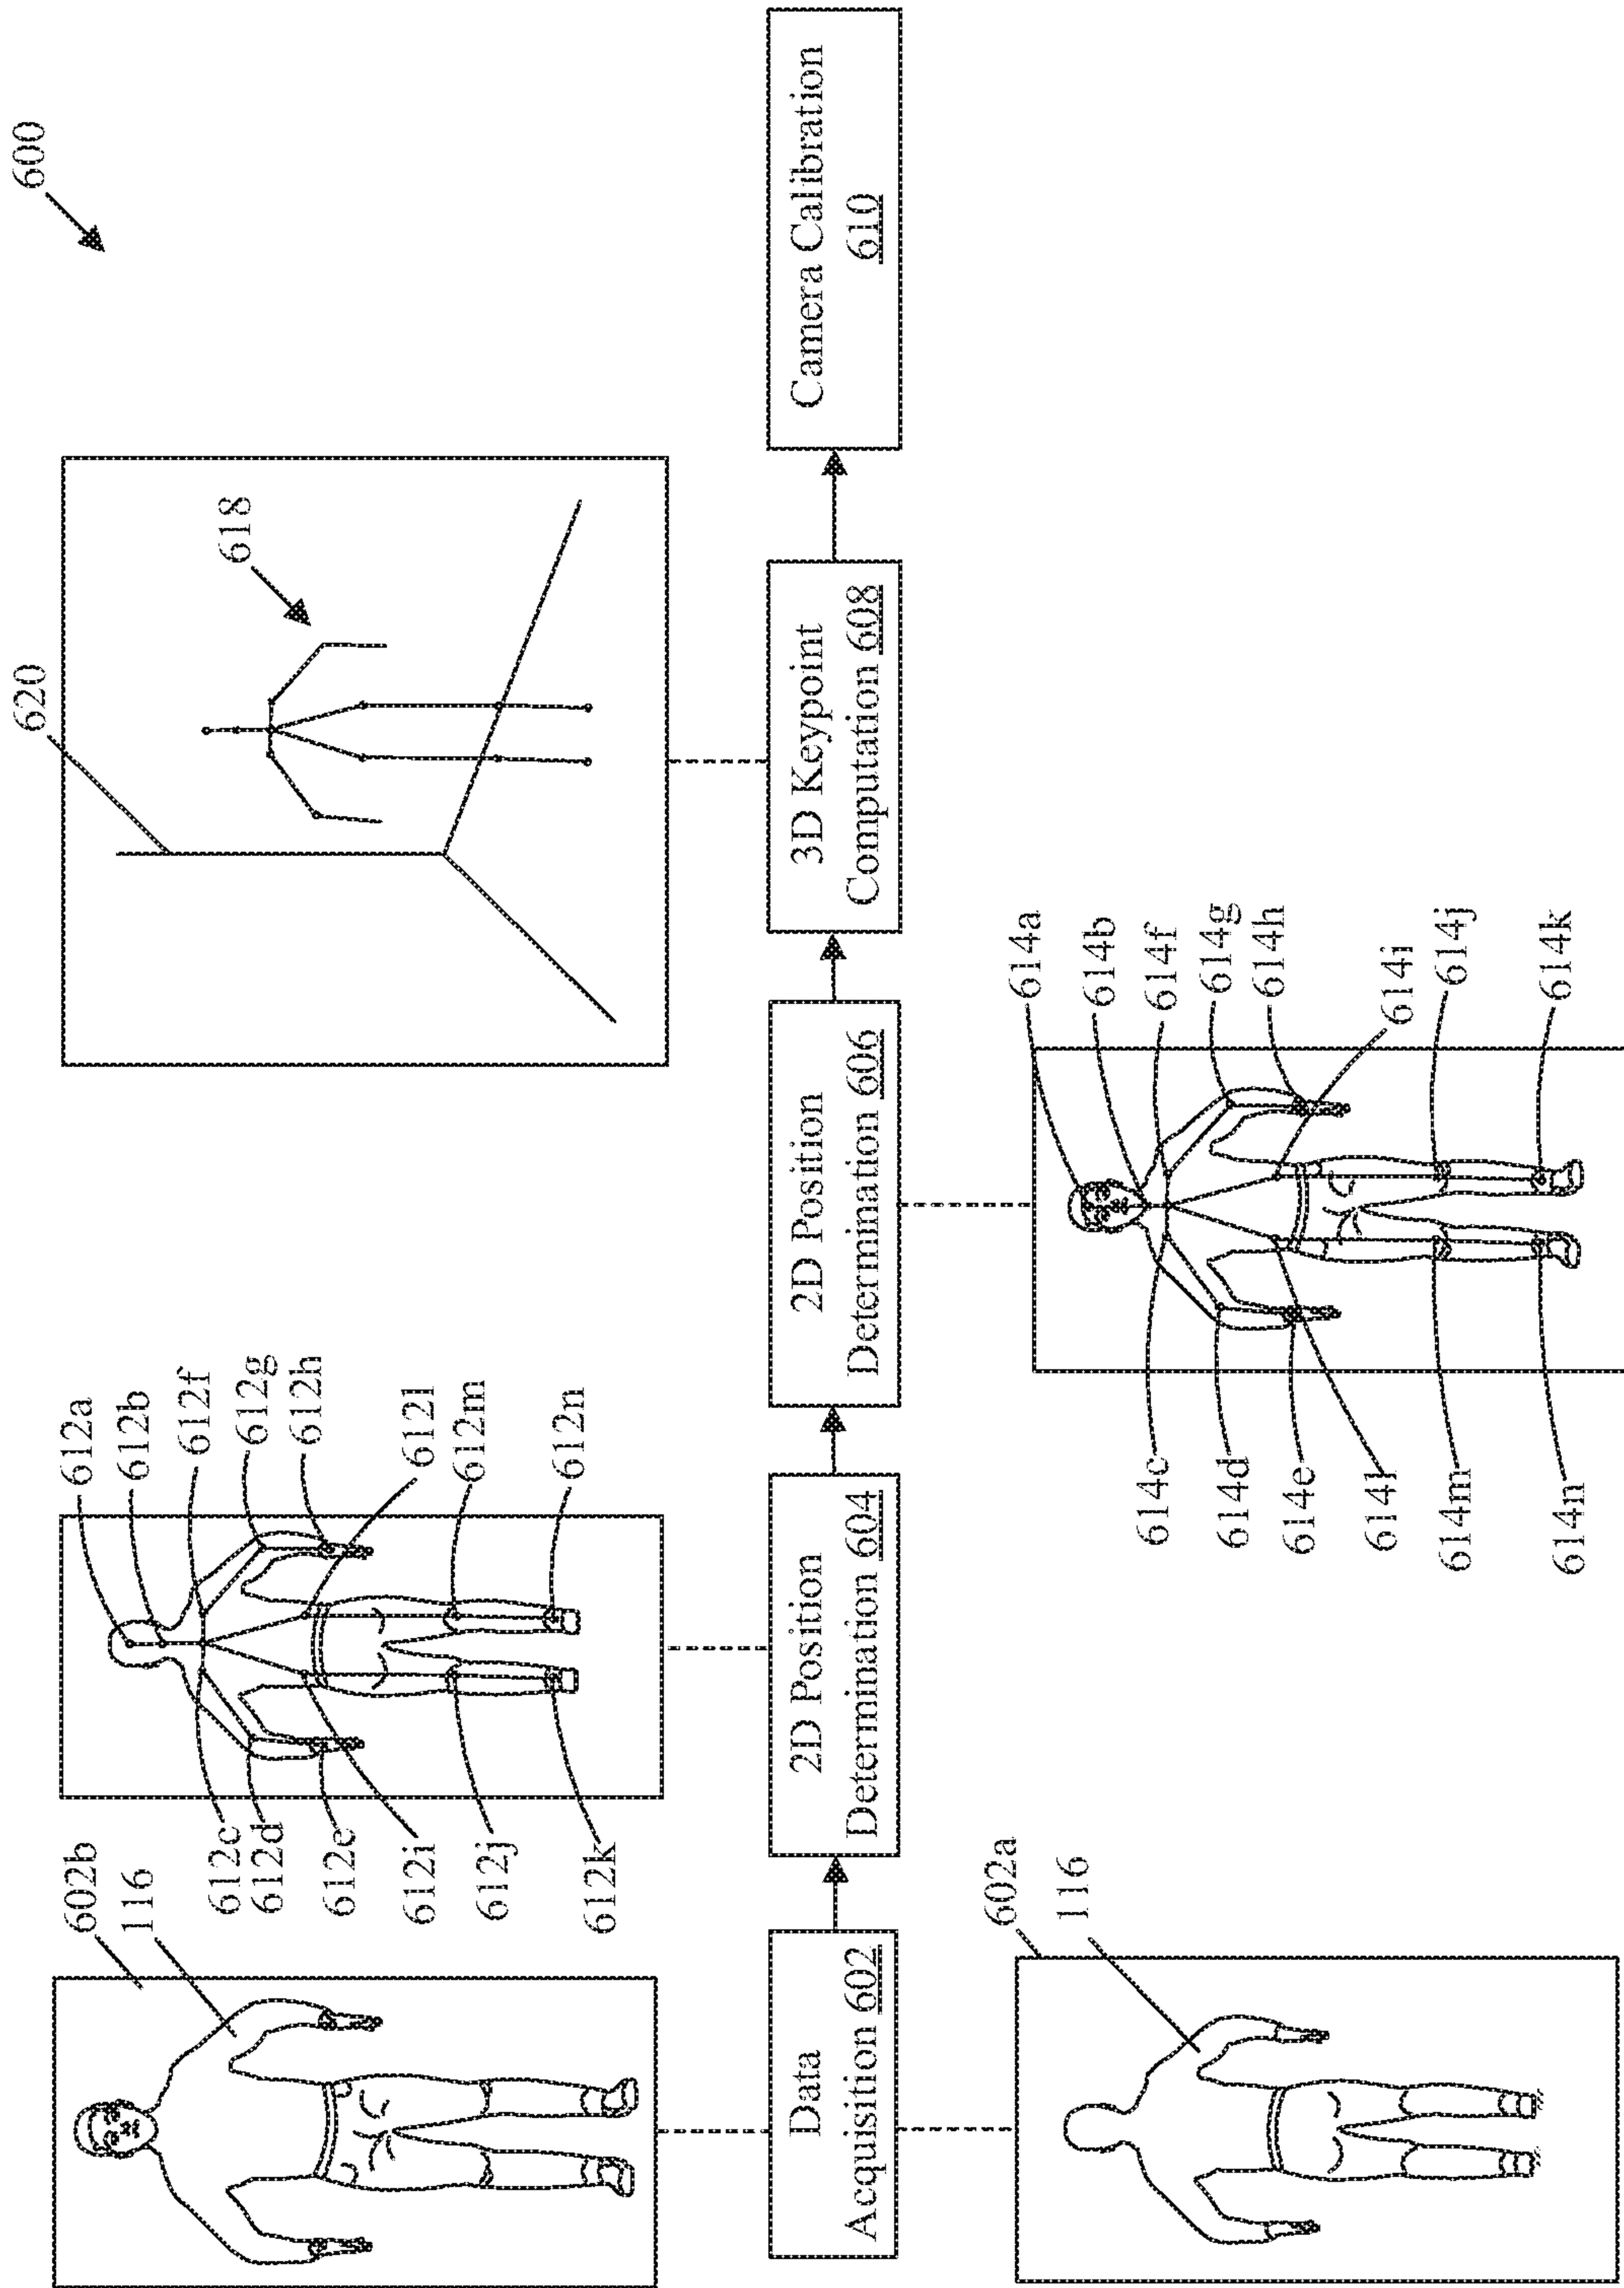 600
620
618
602b
116
612a
612b
612f
612g
612h
612l
612m
612n
612c
612d
612e
612i
612j
612k
Data
Acquisition 602
2D Position
Determination 604
2D Position
Determination 606
3D Keypoint
Computation 608
Camera Calibration
610
602a
116
614a
614b
614f
614g
614h
614i
614j
614k
614c
614d
614e
614l
614m
614n